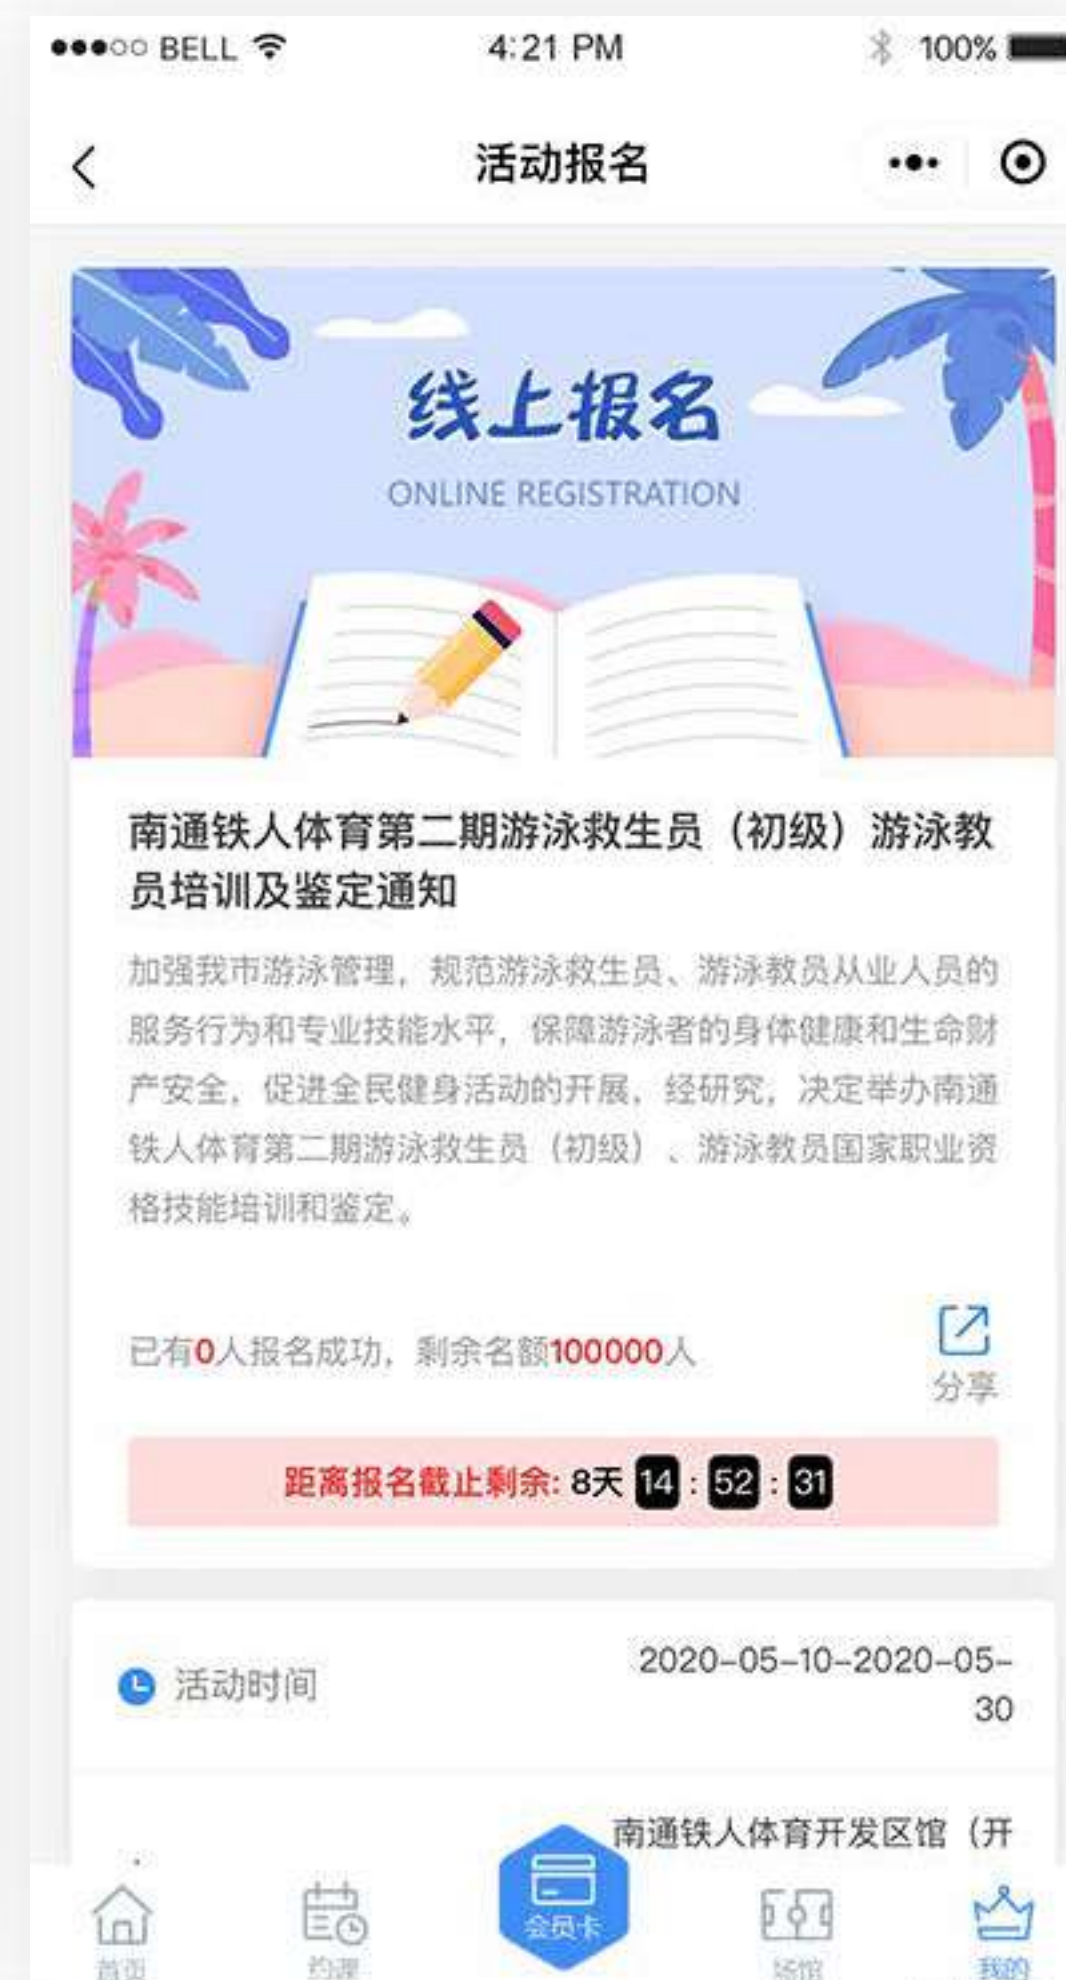 BELL 4:21 PM 100%
活动报名
线上报名
ONLINE REGISTRATION
南通铁人体育第二期游泳救生员（初级）游泳教
员培训及鉴定通知
加强我市游泳管理，规范游泳救生员、游泳教员从业人员的
服务行为和专业技能水平，保障游泳者的身体健康和生命财
产安全，促进全民健身活动的开展，经研究，决定举办南通
铁人体育第二期游泳救生员（初级）、游泳教员国家职业资
格技能培训和鉴定。
已有0人报名成功，剩余名额100000人
分享
距离报名截止剩余: 8天 14 : 52 : 31
活动时间
2020-05-10-2020-05-
30
南通铁人体育开发区馆（开
首页 约课 会员卡 场馆 我的